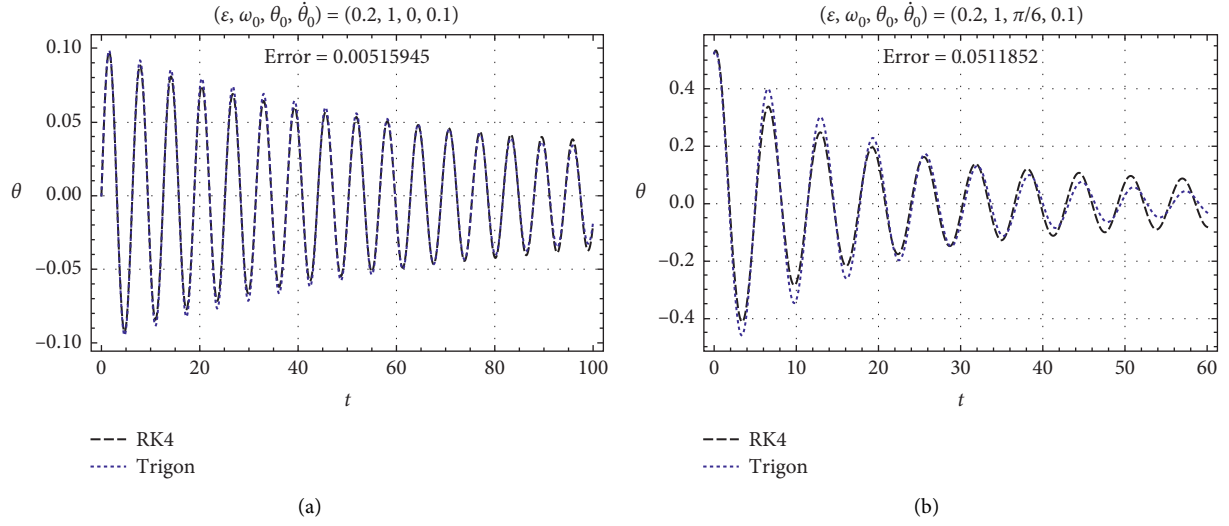 (ε, ω₀, θ₀, θ̇₀) = (0.2, 1, 0, 0.1)
Error = 0.00515945
0.10
0.05
0.00
−0.05
−0.10
θ
0 20 40 60 80 100
t
RK4
Trigon
(a)
(ε, ω₀, θ₀, θ̇₀) = (0.2, 1, π/6, 0.1)
Error = 0.0511852
0.4
0.2
0.0
−0.2
−0.4
θ
0 10 20 30 40 50 60
t
RK4
Trigon
(b)